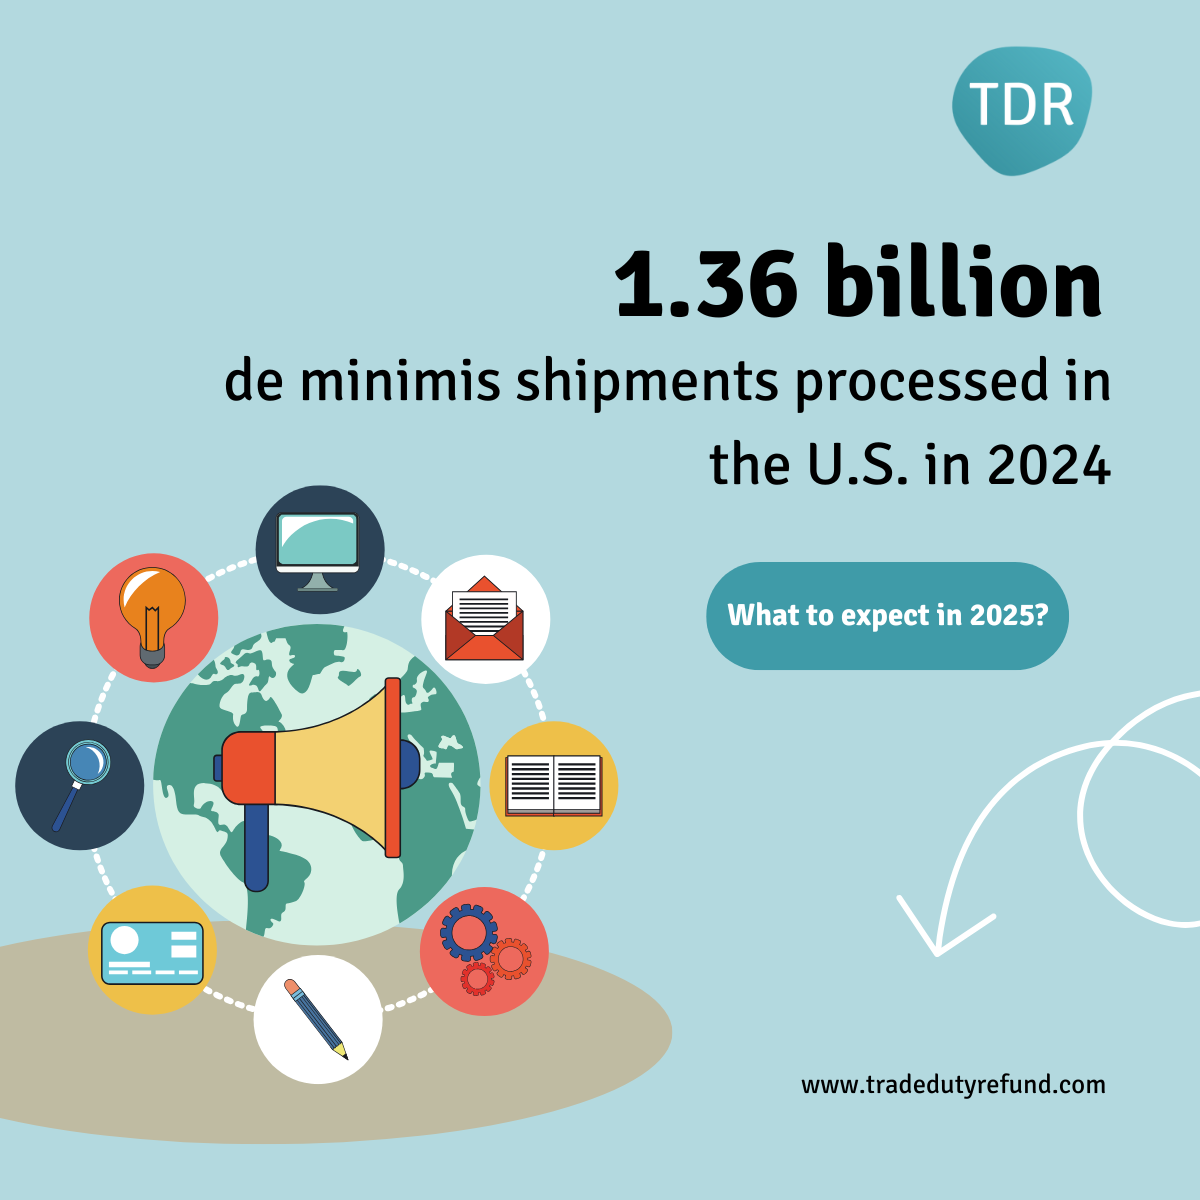 TDR
1.36 billion
de minimis shipments processed in
the U.S. in 2024
What to expect in 2025?
www.tradedutyrefund.com